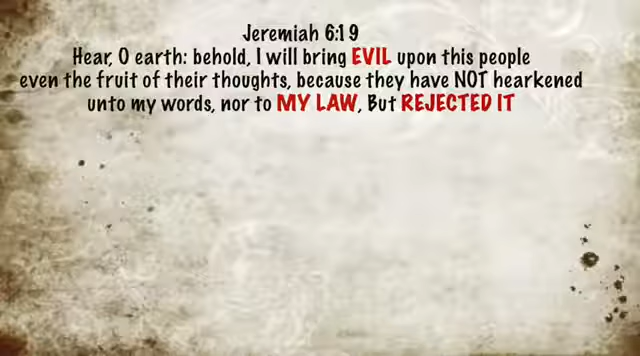 Jeremiah 6:19
Hear, O earth: behold, I will bring EVIL upon this people
even the fruit of their thoughts, because they have NOT hearkened
unto my words, nor to MY LAW, But REJECTED IT